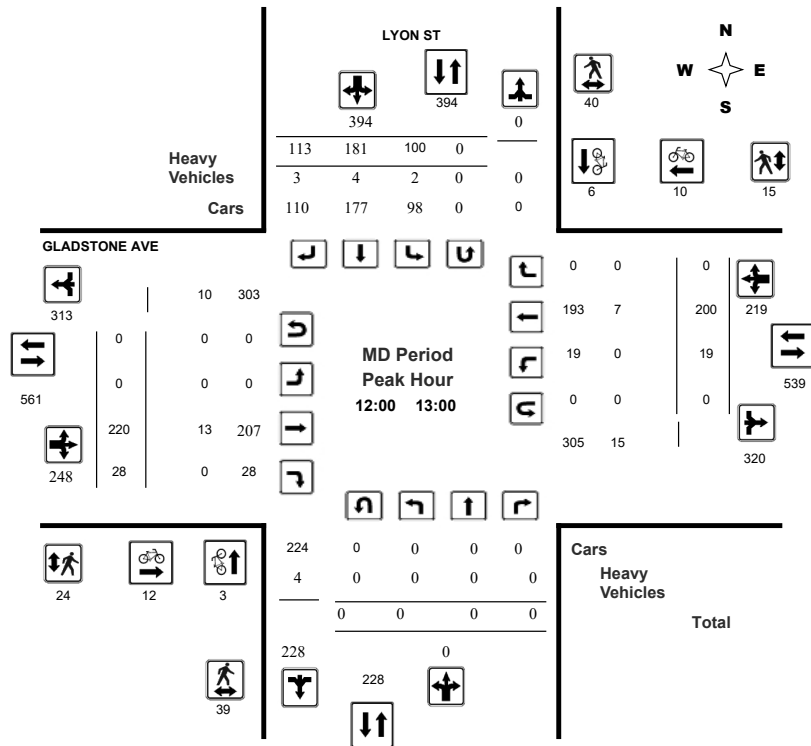 LYON ST
N
W E
S
394
40
394 0
113 181 100 0
Heavy
Vehicles
3 4 2 0 0
6 10 15
Cars
110 177 98 0 0
GLADSTONE AVE
0 0 0
10 303
313
193 7 200 219
0 0 0
MD Period
Peak Hour
19 0 19
561
0 0 0
539
12:00 13:00
0 0 0
220 13 207
305 15
320
248
28 0 28
224 0 0 0 0
Cars
4 0 0 0 0
Heavy
Vehicles
24 12 3
0 0 0 0
Total
228 0
228
39